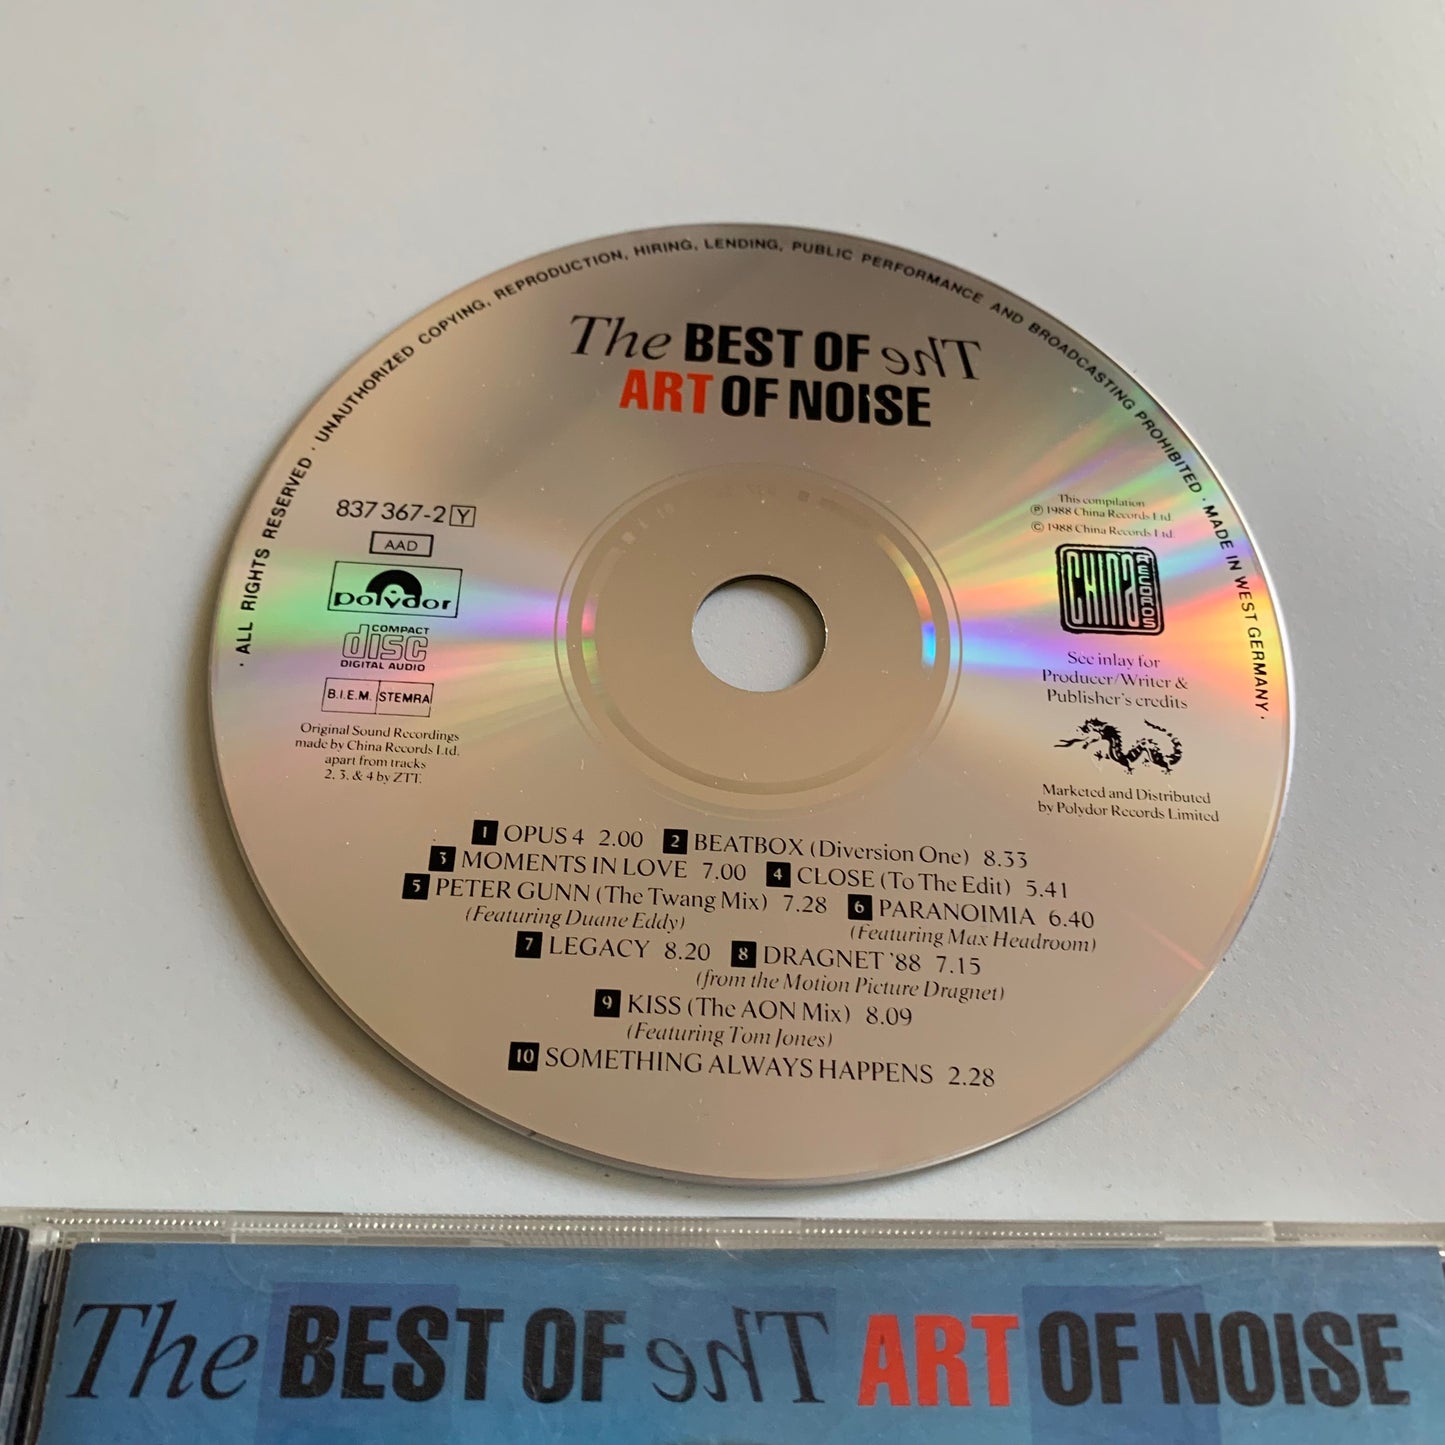 · ALL RIGHTS RESERVED · UNAUTHORIZED COPYING, REPRODUCTION, HIRING, LENDING, PUBLIC PERFORMANCE AND BROADCASTING PROHIBITED · MADE IN WEST GERMANY ·
The BEST OF The
ART OF NOISE
837 367-2 Y
AAD
polydor
COMPACT
disc
DIGITAL AUDIO
B.I.E.M. STEMRA
Original Sound Recordings
made by China Records Ltd.
apart from tracks
2, 3, & 4 by ZTT.
This compilation
℗ 1988 China Records Ltd.
© 1988 China Records Ltd.
CHINA RECORDS
See inlay for
Producer/Writer &
Publisher's credits
Marketed and Distributed
by Polydor Records Limited
1 OPUS 4 2.00 2 BEATBOX (Diversion One) 8.33
3 MOMENTS IN LOVE 7.00 4 CLOSE (To The Edit) 5.41
5 PETER GUNN (The Twang Mix) 7.28 6 PARANOIMIA 6.40
(Featuring Duane Eddy) (Featuring Max Headroom)
7 LEGACY 8.20 8 DRAGNET '88 7.15
(from the Motion Picture Dragnet)
9 KISS (The AON Mix) 8.09
(Featuring Tom Jones)
10 SOMETHING ALWAYS HAPPENS 2.28
The BEST OF The ART OF NOISE